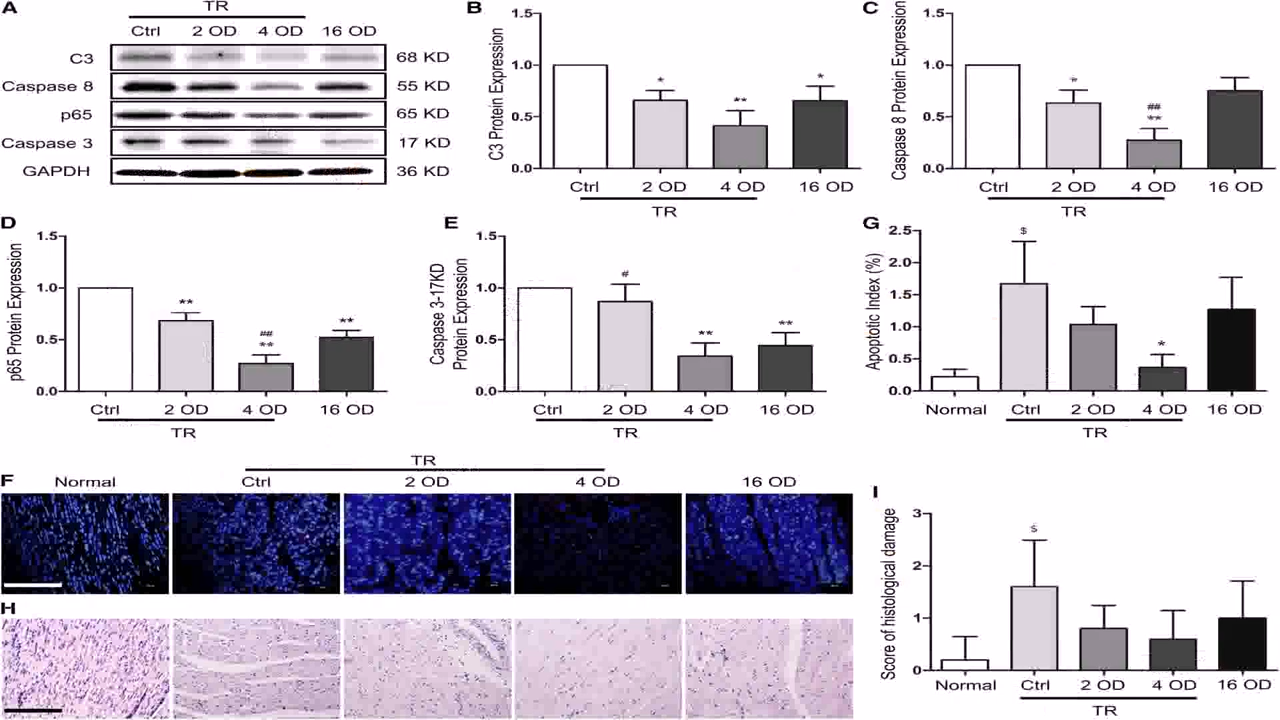 A
TR
Ctrl 2 OD 4 OD 16 OD
C3 68 KD
Caspase 8 55 KD
p65 65 KD
Caspase 3 17 KD
GAPDH 36 KD
B
C3 Protein Expression
1.5
1.0
0.5
0.0
* ** *
Ctrl 2 OD 4 OD 16 OD
TR
C
Caspase 8 Protein Expression
1.5
1.0
0.5
0.0
*
##
**
Ctrl 2 OD 4 OD 16 OD
TR
D
p65 Protein Expression
1.5
1.0
0.5
0.0
**
##
**
**
Ctrl 2 OD 4 OD 16 OD
TR
E
Caspase 3-17KD
Protein Expression
1.5
1.0
0.5
0.0
#
**
**
Ctrl 2 OD 4 OD 16 OD
TR
G
Apoptotic Index (%)
2.5
2.0
1.5
1.0
0.5
0.0
$
*
Normal Ctrl 2 OD 4 OD 16 OD
TR
F
TR
Normal Ctrl 2 OD 4 OD 16 OD
H
I
Score of histological damage
3
2
1
0
$
Normal Ctrl 2 OD 4 OD 16 OD
TR